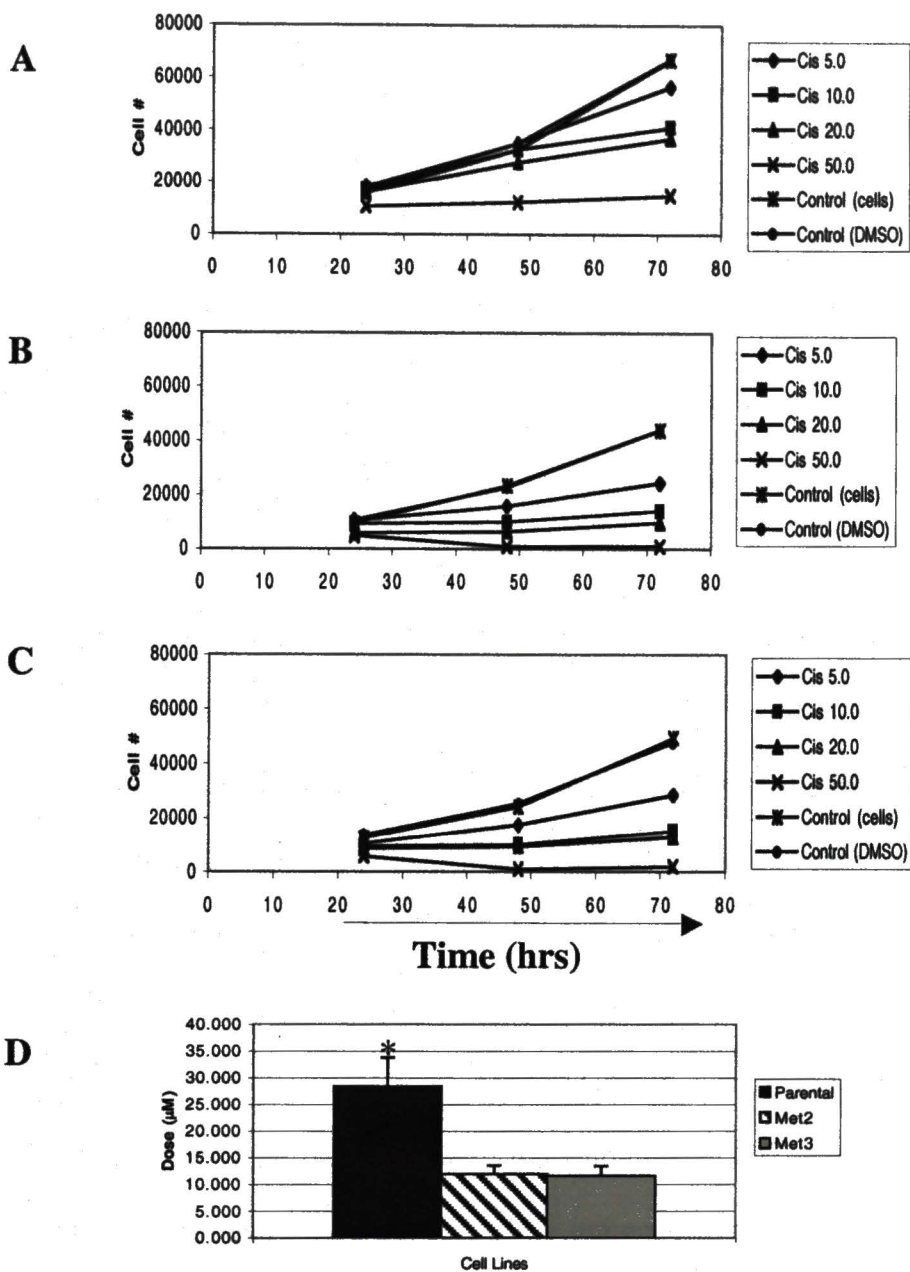 A
Cell #
80000
60000
40000
20000
0
0 10 20 30 40 50 60 70 80
Cis 5.0
Cis 10.0
Cis 20.0
Cis 50.0
Control (cells)
Control (DMSO)
B
Cell #
80000
60000
40000
20000
0
0 10 20 30 40 50 60 70 80
Cis 5.0
Cis 10.0
Cis 20.0
Cis 50.0
Control (cells)
Control (DMSO)
C
Cell #
80000
60000
40000
20000
0
0 10 20 30 40 50 60 70 80
Cis 5.0
Cis 10.0
Cis 20.0
Cis 50.0
Control (cells)
Control (DMSO)
Time (hrs)
D
Dose (µM)
40.000
35.000
30.000
25.000
20.000
15.000
10.000
5.000
0.000
*
Cell Lines
Parental
Met2
Met3